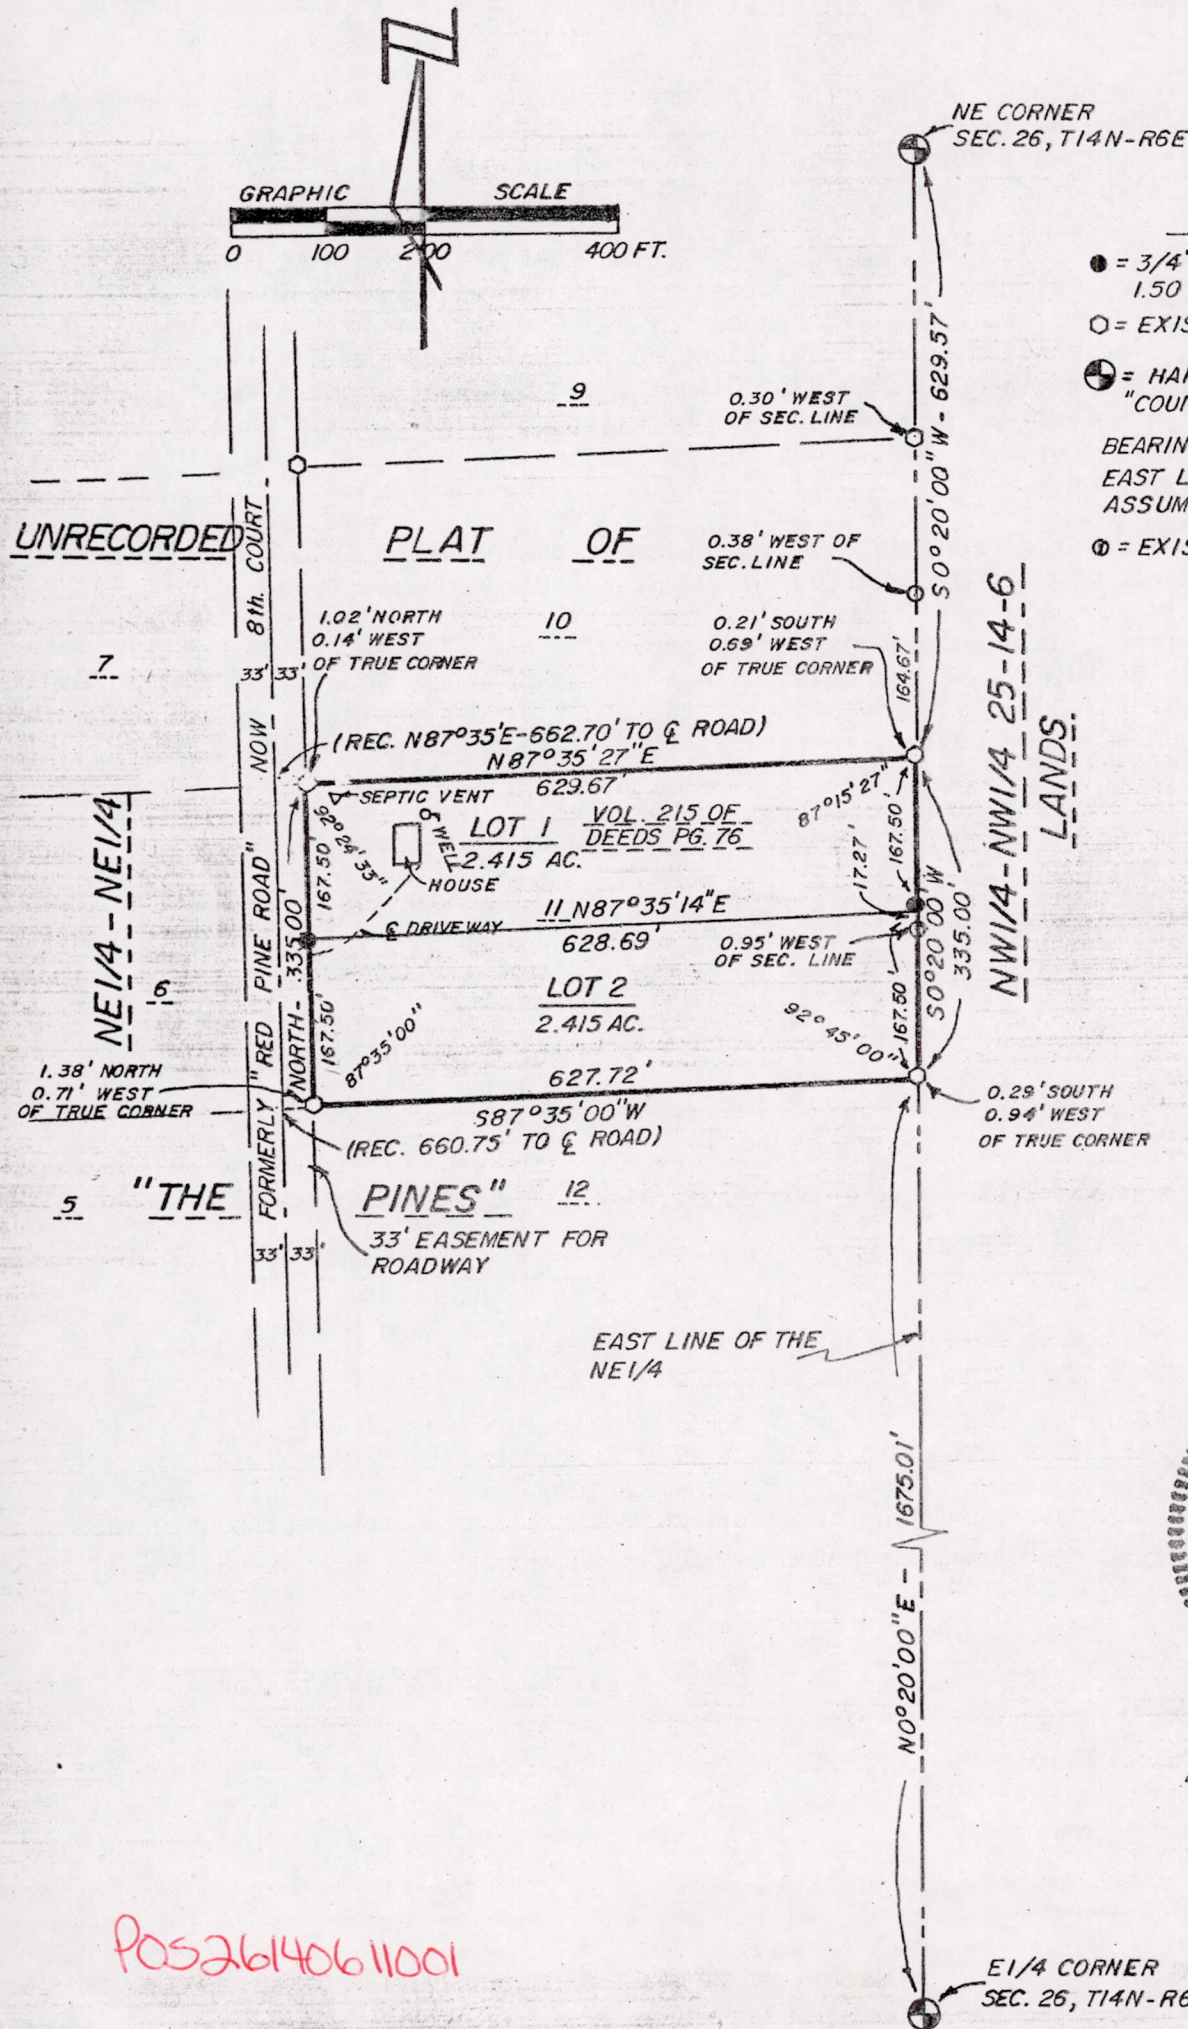 NE CORNER
SEC. 26, T14N-R6E
GRAPHIC SCALE
0 100 200 400 FT.
● = 3/4"
1.50
○ = EXIS
= HAR
"COUN
BEARIN
EAST L
ASSUM
= EXIS
9
0.30' WEST
OF SEC. LINE
S0°20'00"W - 629.57'
UNRECORDED PLAT OF
8th. COURT
0.38' WEST OF
SEC. LINE
1.02' NORTH
0.14' WEST
OF TRUE CORNER
10
0.21' SOUTH
0.69' WEST
OF TRUE CORNER
164.67'
7
33' 33'
NOW
(REC. N87°35'E-662.70' TO ℄ ROAD)
N87°35'27"E
629.67'
SEPTIC VENT
92°24'33"
WELL
HOUSE
LOT 1
2.415 AC.
VOL. 215 OF
DEEDS PG. 76
87°15'27"
17.27'
167.50'
167.50'
NE1/4-NE1/4
FORMERLY "RED PINE ROAD"
NORTH - 335.00'
11 N87°35'14"E
℄ DRIVEWAY
628.69'
0.95' WEST
OF SEC. LINE
S0°20'00"W
335.00'
NW1/4-NW1/4 25-14-6
LANDS
6
LOT 2
2.415 AC.
167.50'
167.50'
87°35'00"
92°45'00"
1.38' NORTH
0.71' WEST
OF TRUE CORNER
627.72'
S87°35'00"W
(REC. 660.75' TO ℄ ROAD)
0.29' SOUTH
0.94' WEST
OF TRUE CORNER
5
"THE PINES"
12
33' 33'
33' EASEMENT FOR
ROADWAY
EAST LINE OF THE
NE1/4
N0°20'00"E - 1675.01'
POS26140611001
E1/4 CORNER
SEC. 26, T14N-R6